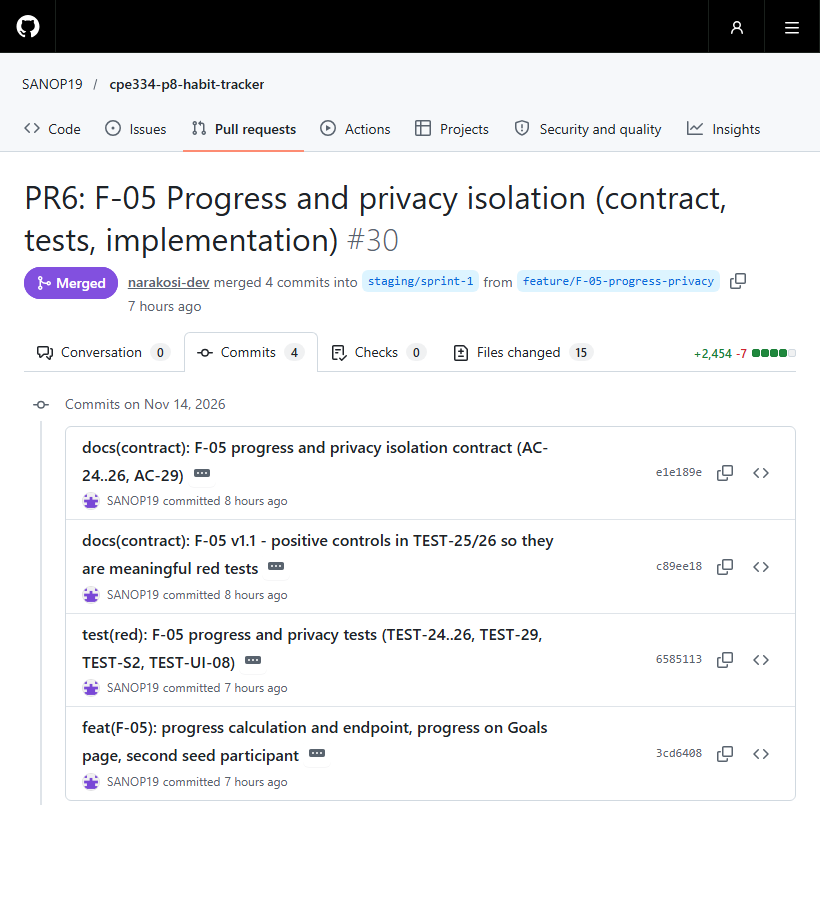 SANOP19 / cpe334-p8-habit-tracker
Code Issues Pull requests Actions Projects Security and quality Insights
PR6: F-05 Progress and privacy isolation (contract,
tests, implementation) #30
Merged narakosi-dev merged 4 commits into staging/sprint-1 from feature/F-05-progress-privacy
7 hours ago
Conversation 0 Commits 4 Checks 0 Files changed 15 +2,454 -7
Commits on Nov 14, 2026
docs(contract): F-05 progress and privacy isolation contract (AC-
24..26, AC-29)
e1e189e
SANOP19 committed 8 hours ago
docs(contract): F-05 v1.1 - positive controls in TEST-25/26 so they
are meaningful red tests
c89ee18
SANOP19 committed 8 hours ago
test(red): F-05 progress and privacy tests (TEST-24..26, TEST-29,
TEST-S2, TEST-UI-08)
6585113
SANOP19 committed 7 hours ago
feat(F-05): progress calculation and endpoint, progress on Goals
page, second seed participant
3cd6408
SANOP19 committed 7 hours ago